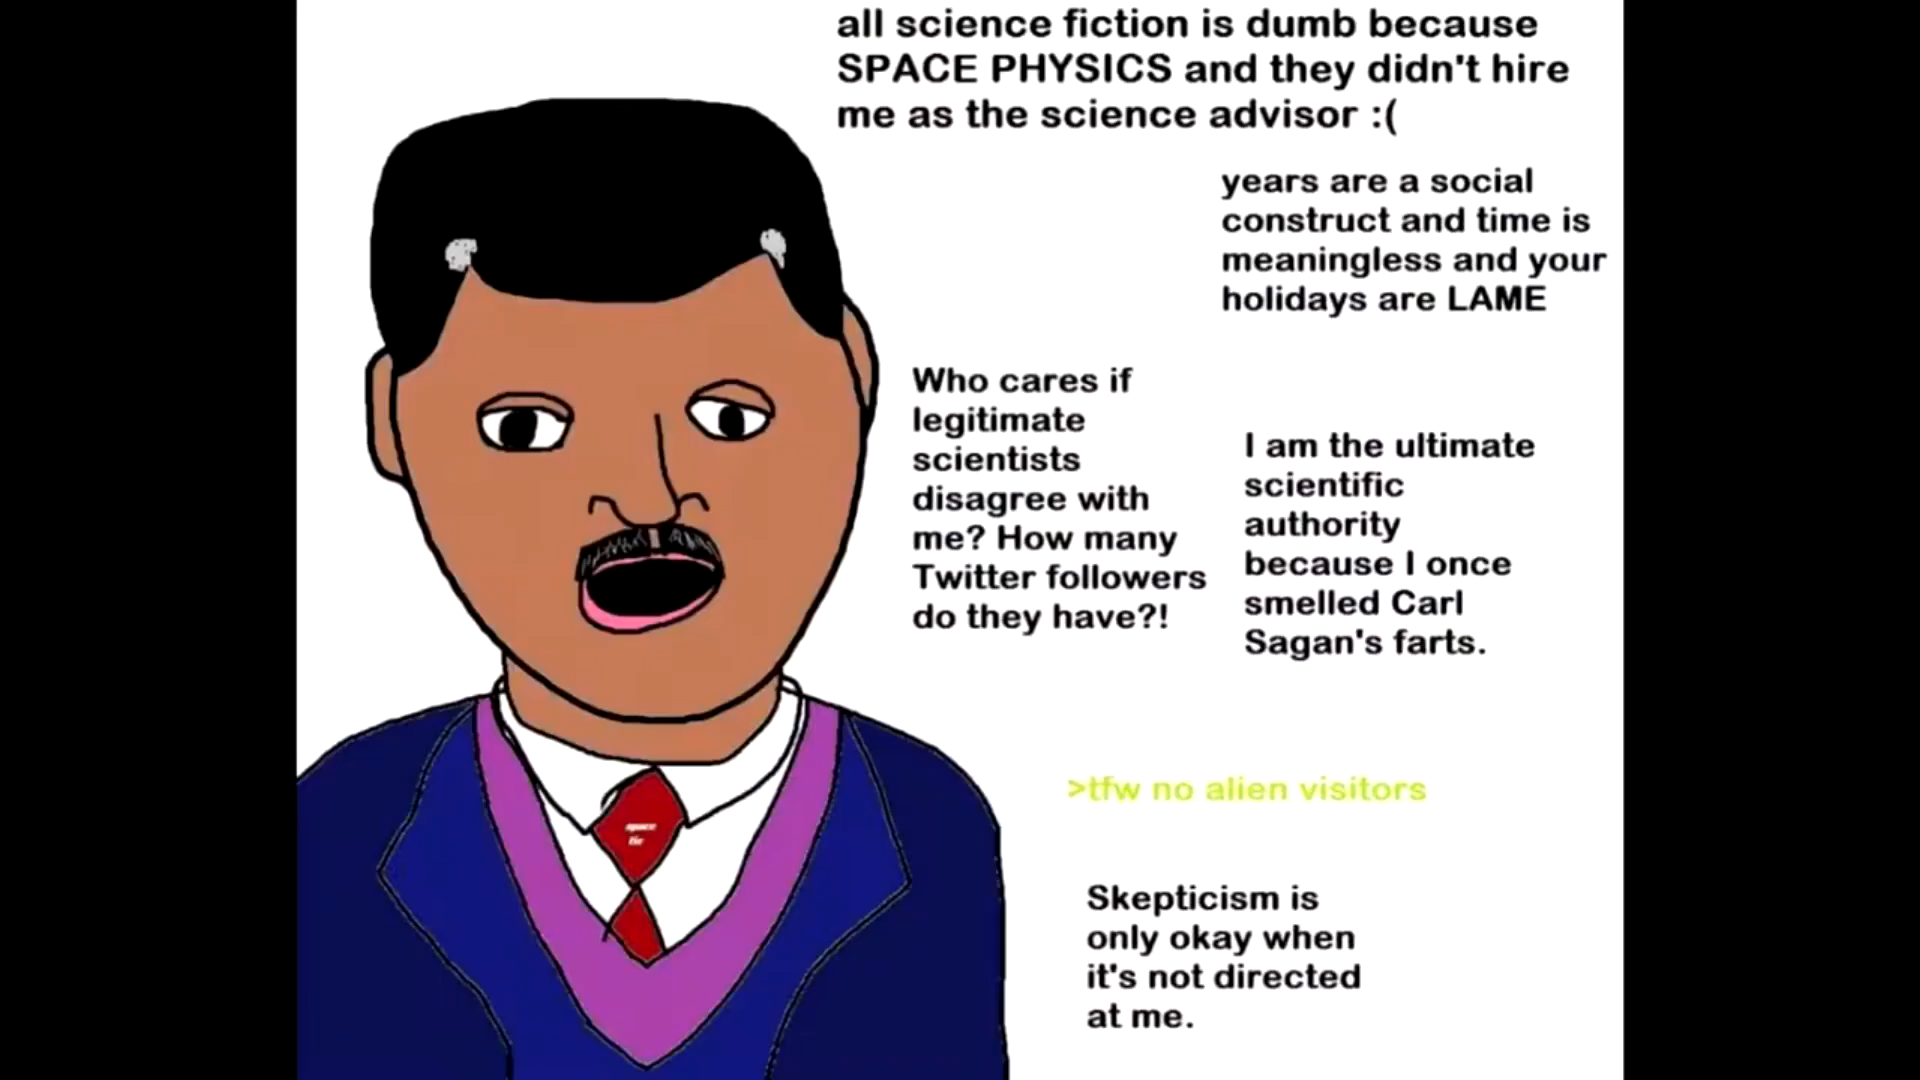 all science fiction is dumb because
SPACE PHYSICS and they didn't hire
me as the science advisor :(
years are a social
construct and time is
meaningless and your
holidays are LAME
Who cares if
legitimate
scientists
disagree with
me? How many
Twitter followers
do they have?!
I am the ultimate
scientific
authority
because I once
smelled Carl
Sagan's farts.
space
tie
>tfw no alien visitors
Skepticism is
only okay when
it's not directed
at me.